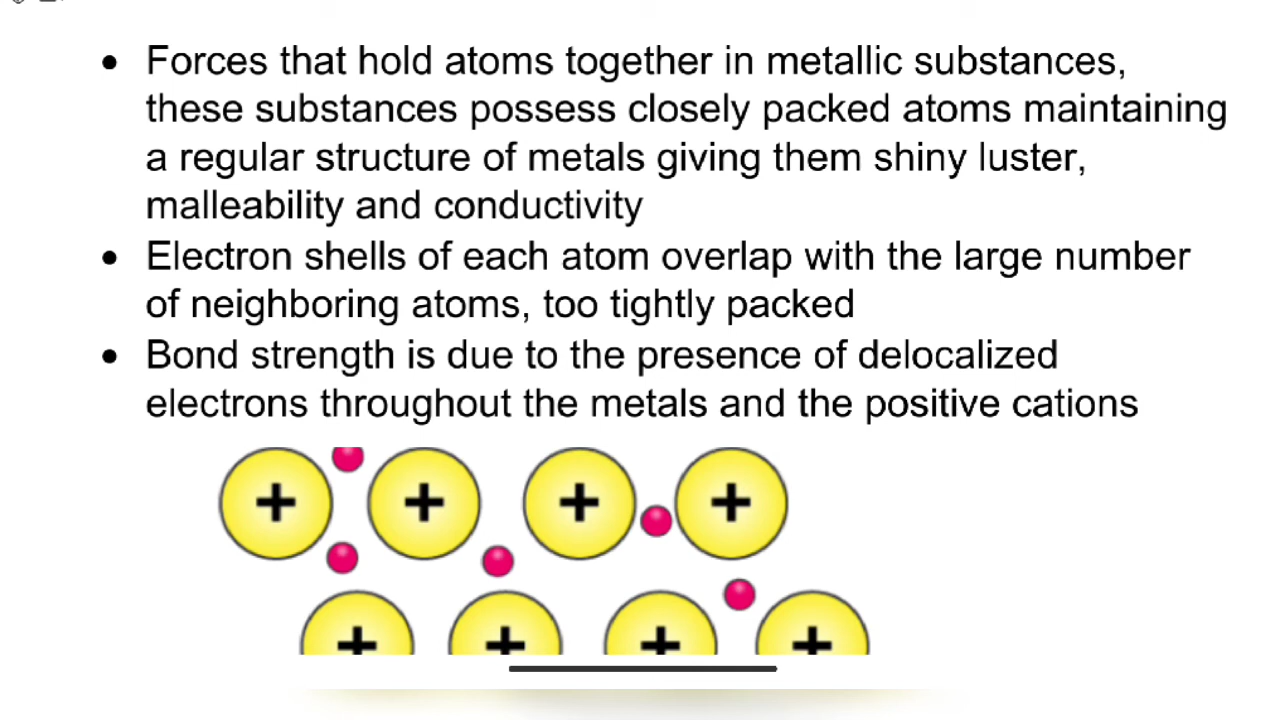 • Forces that hold atoms together in metallic substances,
these substances possess closely packed atoms maintaining
a regular structure of metals giving them shiny luster,
malleability and conductivity
• Electron shells of each atom overlap with the large number
of neighboring atoms, too tightly packed
• Bond strength is due to the presence of delocalized
electrons throughout the metals and the positive cations
+ + + +
+ + + +